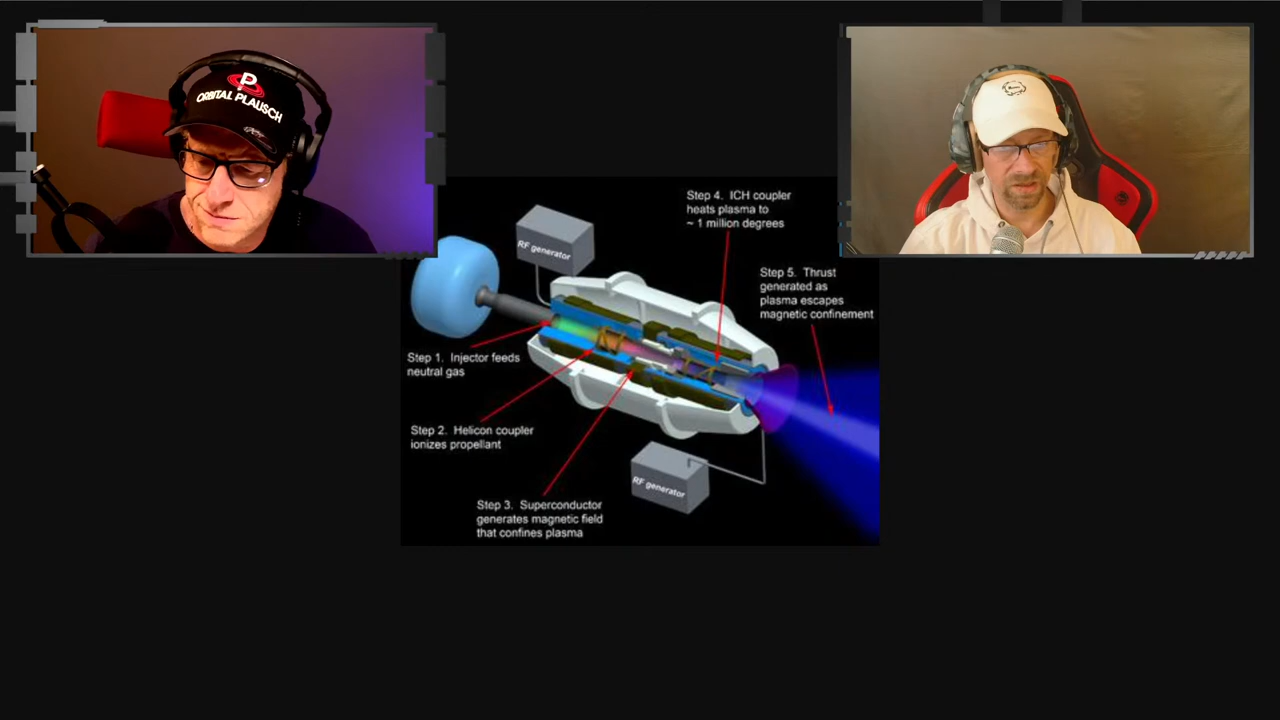 P
ORBITAL PLAUSCH
Step 4. ICH coupler
heats plasma to
~ 1 million degrees
RF generator
Step 5. Thrust
generated as
plasma escapes
magnetic confinement
Step 1. Injector feeds
neutral gas
Step 2. Helicon coupler
ionizes propellant
RF generator
Step 3. Superconductor
generates magnetic field
that confines plasma